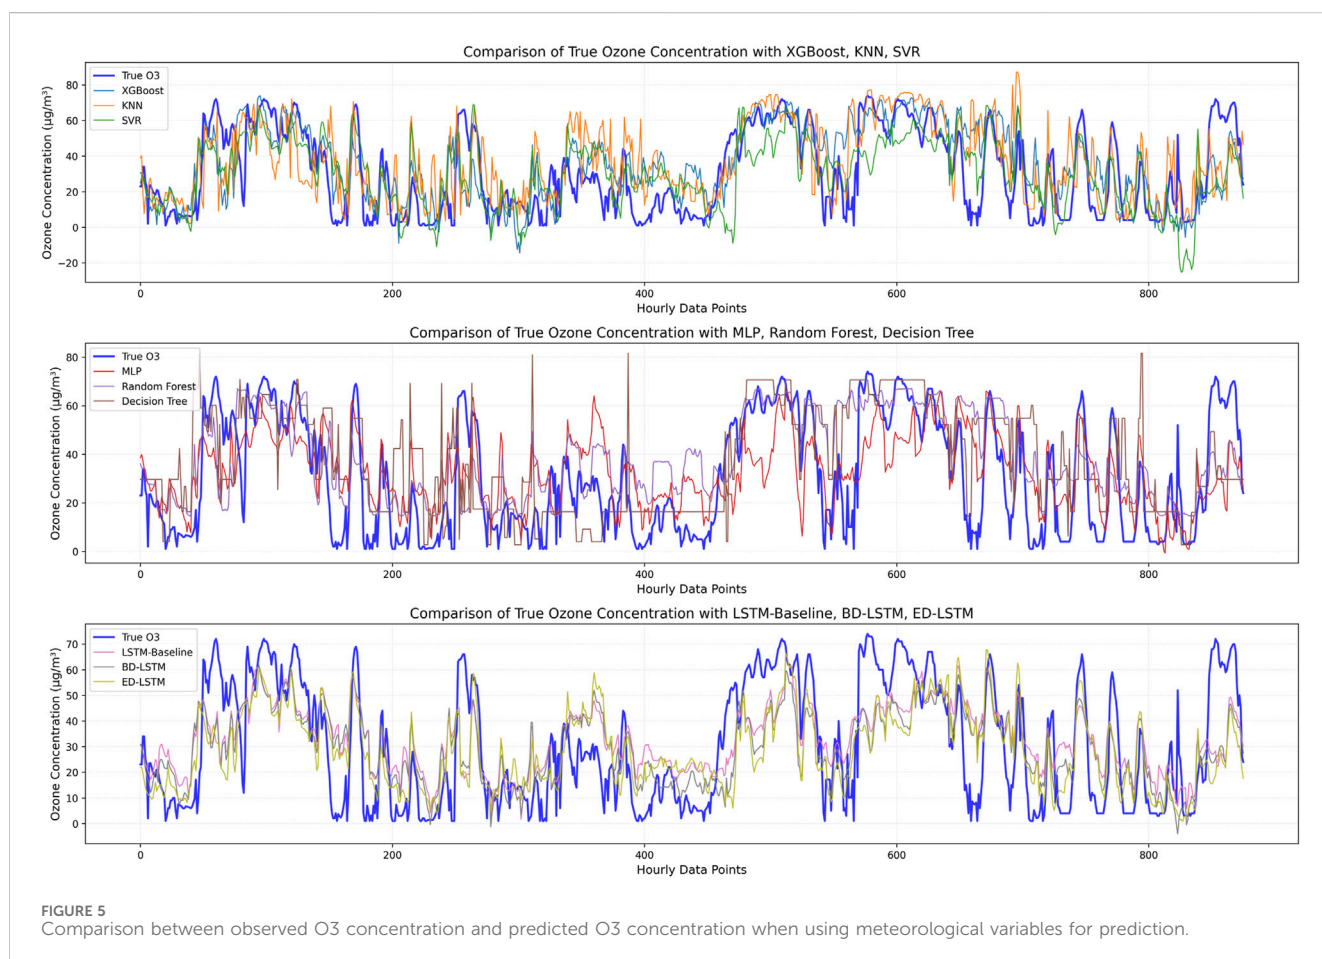 Comparison of True Ozone Concentration with XGBoost, KNN, SVR
Ozone Concentration (µg/m³)
80
60
40
20
0
−20
True O3
XGBoost
KNN
SVR
0 200 400 600 800
Hourly Data Points
Comparison of True Ozone Concentration with MLP, Random Forest, Decision Tree
Ozone Concentration (µg/m³)
80
60
40
20
0
True O3
MLP
Random Forest
Decision Tree
0 200 400 600 800
Hourly Data Points
Comparison of True Ozone Concentration with LSTM-Baseline, BD-LSTM, ED-LSTM
Ozone Concentration (µg/m³)
70
60
50
40
30
20
10
0
True O3
LSTM-Baseline
BD-LSTM
ED-LSTM
0 200 400 600 800
Hourly Data Points
FIGURE 5
Comparison between observed O3 concentration and predicted O3 concentration when using meteorological variables for prediction.